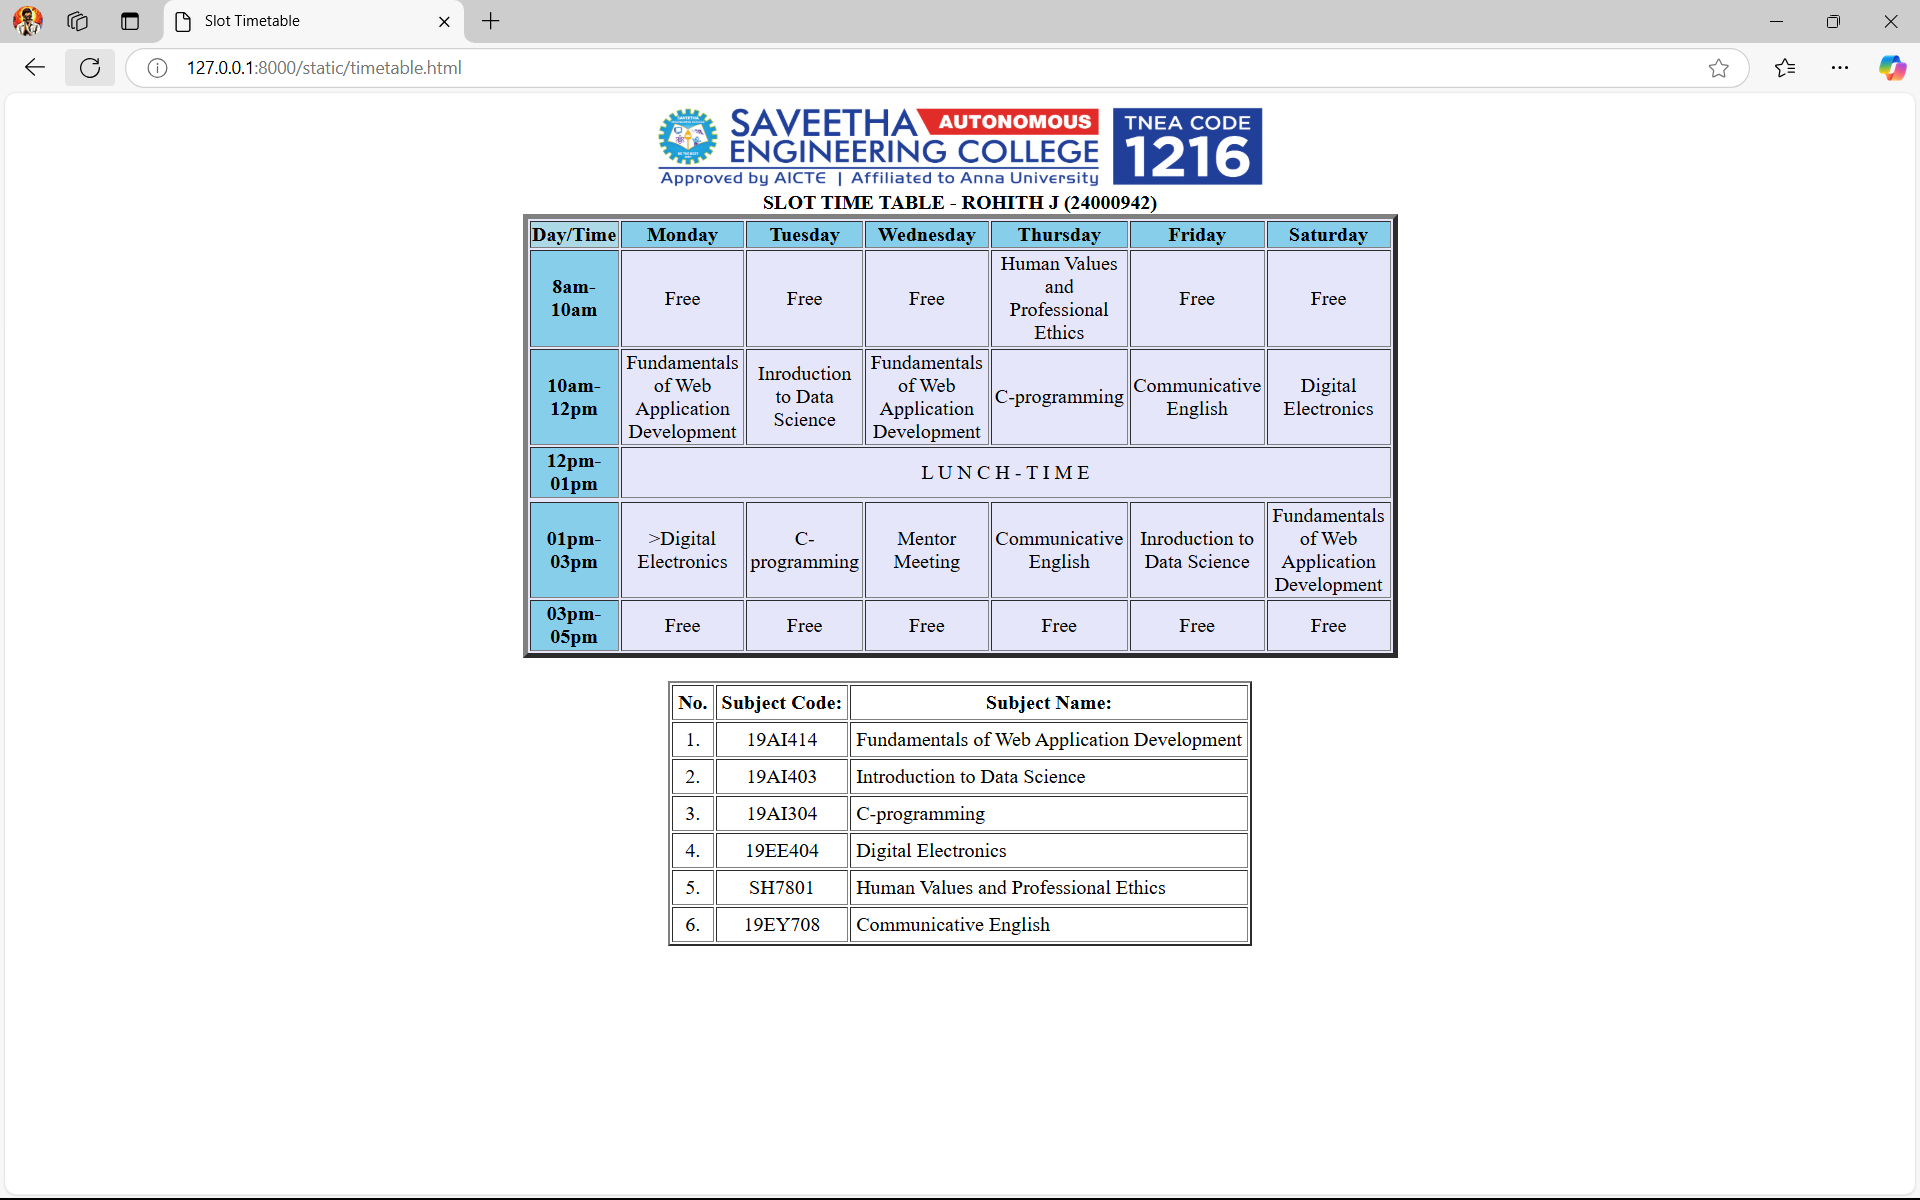 Slot Timetable
127.0.0.1:8000/static/timetable.html
SAVEETHA AUTONOMOUS
ENGINEERING COLLEGE
Approved by AICTE | Affiliated to Anna University
TNEA CODE
1216
SLOT TIME TABLE - ROHITH J (24000942)
Day/Time Monday Tuesday Wednesday Thursday Friday Saturday
8am-
10am
Free
Free
Free
Human Values
and
Professional
Ethics
Free
Free
10am-
12pm
Fundamentals
of Web
Application
Development
Inroduction
to Data
Science
Fundamentals
of Web
Application
Development
C-programming
Communicative
English
Digital
Electronics
12pm-
01pm
L U N C H - T I M E
01pm-
03pm
>Digital
Electronics
C-
programming
Mentor
Meeting
Communicative
English
Inroduction to
Data Science
Fundamentals
of Web
Application
Development
03pm-
05pm
Free
Free
Free
Free
Free
Free
No. Subject Code: Subject Name:
1. 19AI414 Fundamentals of Web Application Development
2. 19AI403 Introduction to Data Science
3. 19AI304 C-programming
4. 19EE404 Digital Electronics
5. SH7801 Human Values and Professional Ethics
6. 19EY708 Communicative English